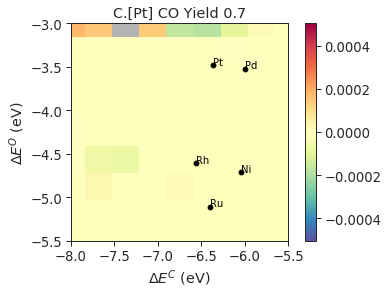 C.[Pt] CO Yield 0.7
−3.0
−3.5
−4.0
−4.5
−5.0
−5.5
ΔE^O (eV)
Pt
Pd
Rh
Ni
Ru
−8.0 −7.5 −7.0 −6.5 −6.0 −5.5
ΔE^C (eV)
0.0004
0.0002
0.0000
−0.0002
−0.0004